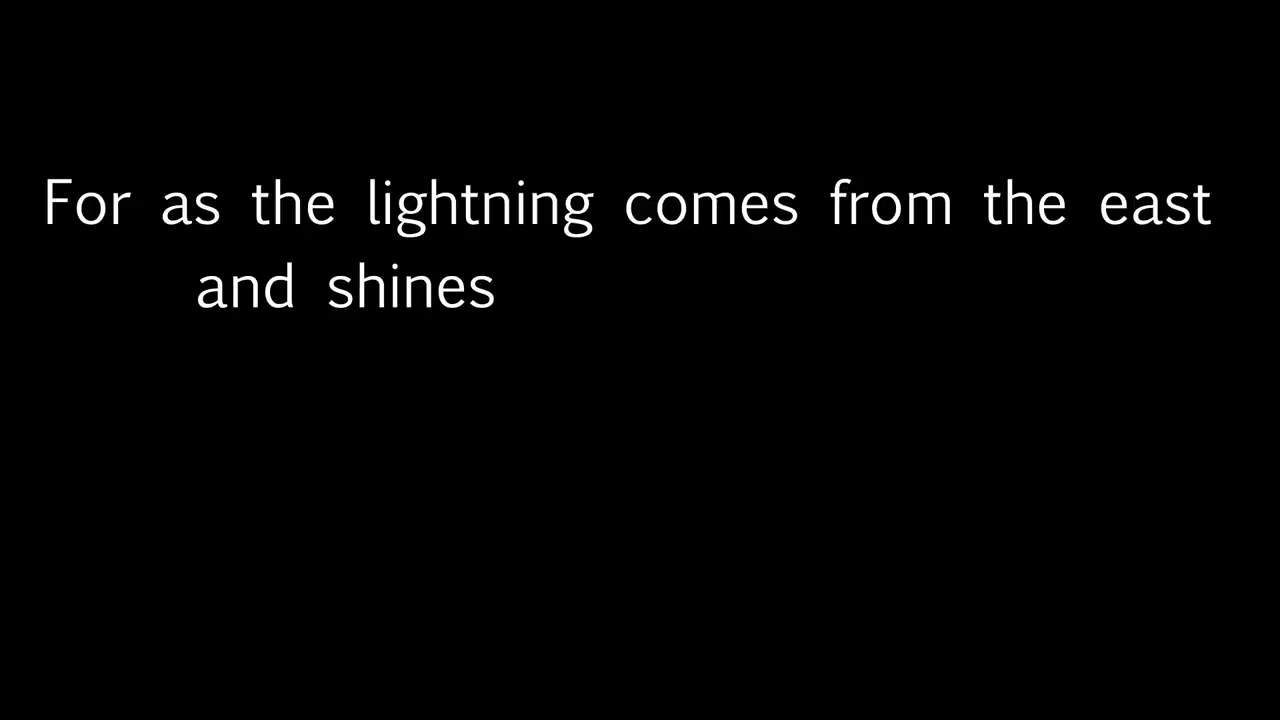 For as the lightning comes from the east
and shines